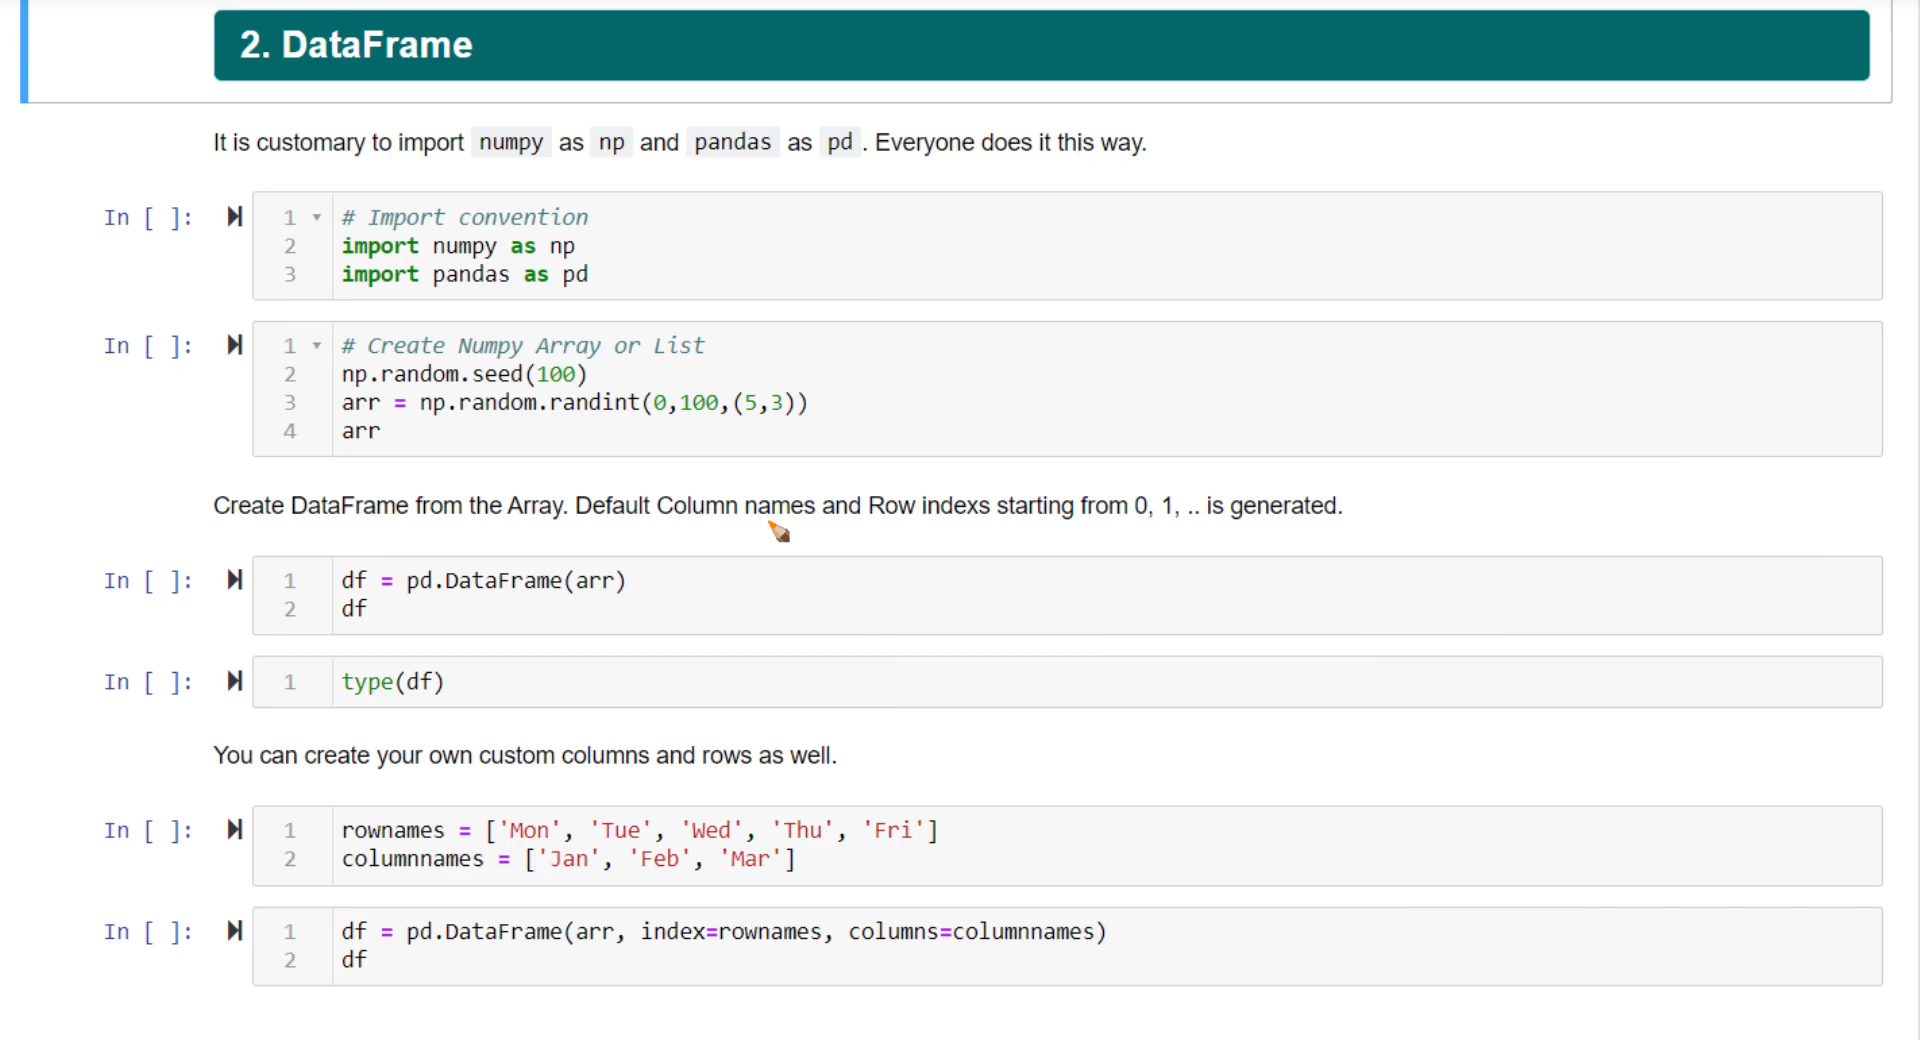 2. DataFrame
It is customary to import numpy as np and pandas as pd . Everyone does it this way.
In [ ]:
1 # Import convention
2 import numpy as np
3 import pandas as pd
In [ ]:
1 # Create Numpy Array or List
2 np.random.seed(100)
3 arr = np.random.randint(0,100,(5,3))
4 arr
Create DataFrame from the Array. Default Column names and Row indexs starting from 0, 1, .. is generated.
In [ ]:
1 df = pd.DataFrame(arr)
2 df
In [ ]:
1 type(df)
You can create your own custom columns and rows as well.
In [ ]:
1 rownames = ['Mon', 'Tue', 'Wed', 'Thu', 'Fri']
2 columnnames = ['Jan', 'Feb', 'Mar']
In [ ]:
1 df = pd.DataFrame(arr, index=rownames, columns=columnnames)
2 df